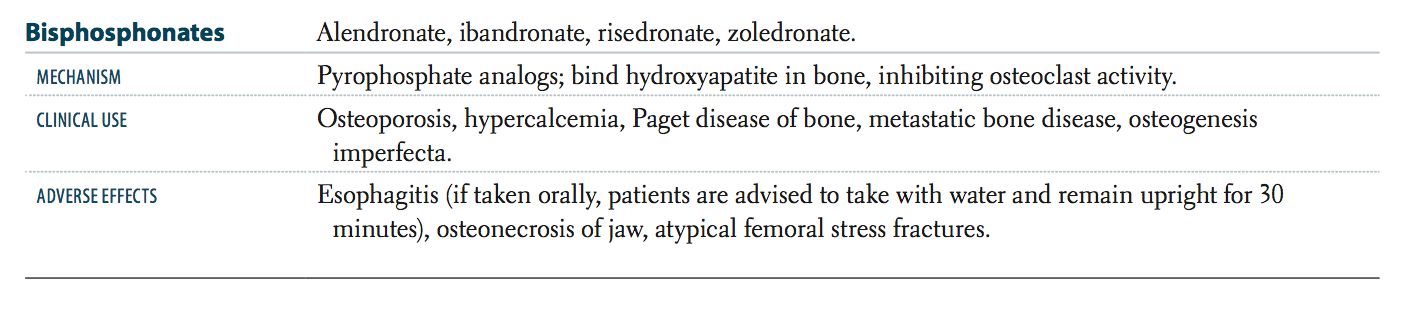 Bisphosphonates Alendronate, ibandronate, risedronate, zoledronate.
MECHANISM Pyrophosphate analogs; bind hydroxyapatite in bone, inhibiting osteoclast activity.
CLINICAL USE Osteoporosis, hypercalcemia, Paget disease of bone, metastatic bone disease, osteogenesis
imperfecta.
ADVERSE EFFECTS Esophagitis (if taken orally, patients are advised to take with water and remain upright for 30
minutes), osteonecrosis of jaw, atypical femoral stress fractures.